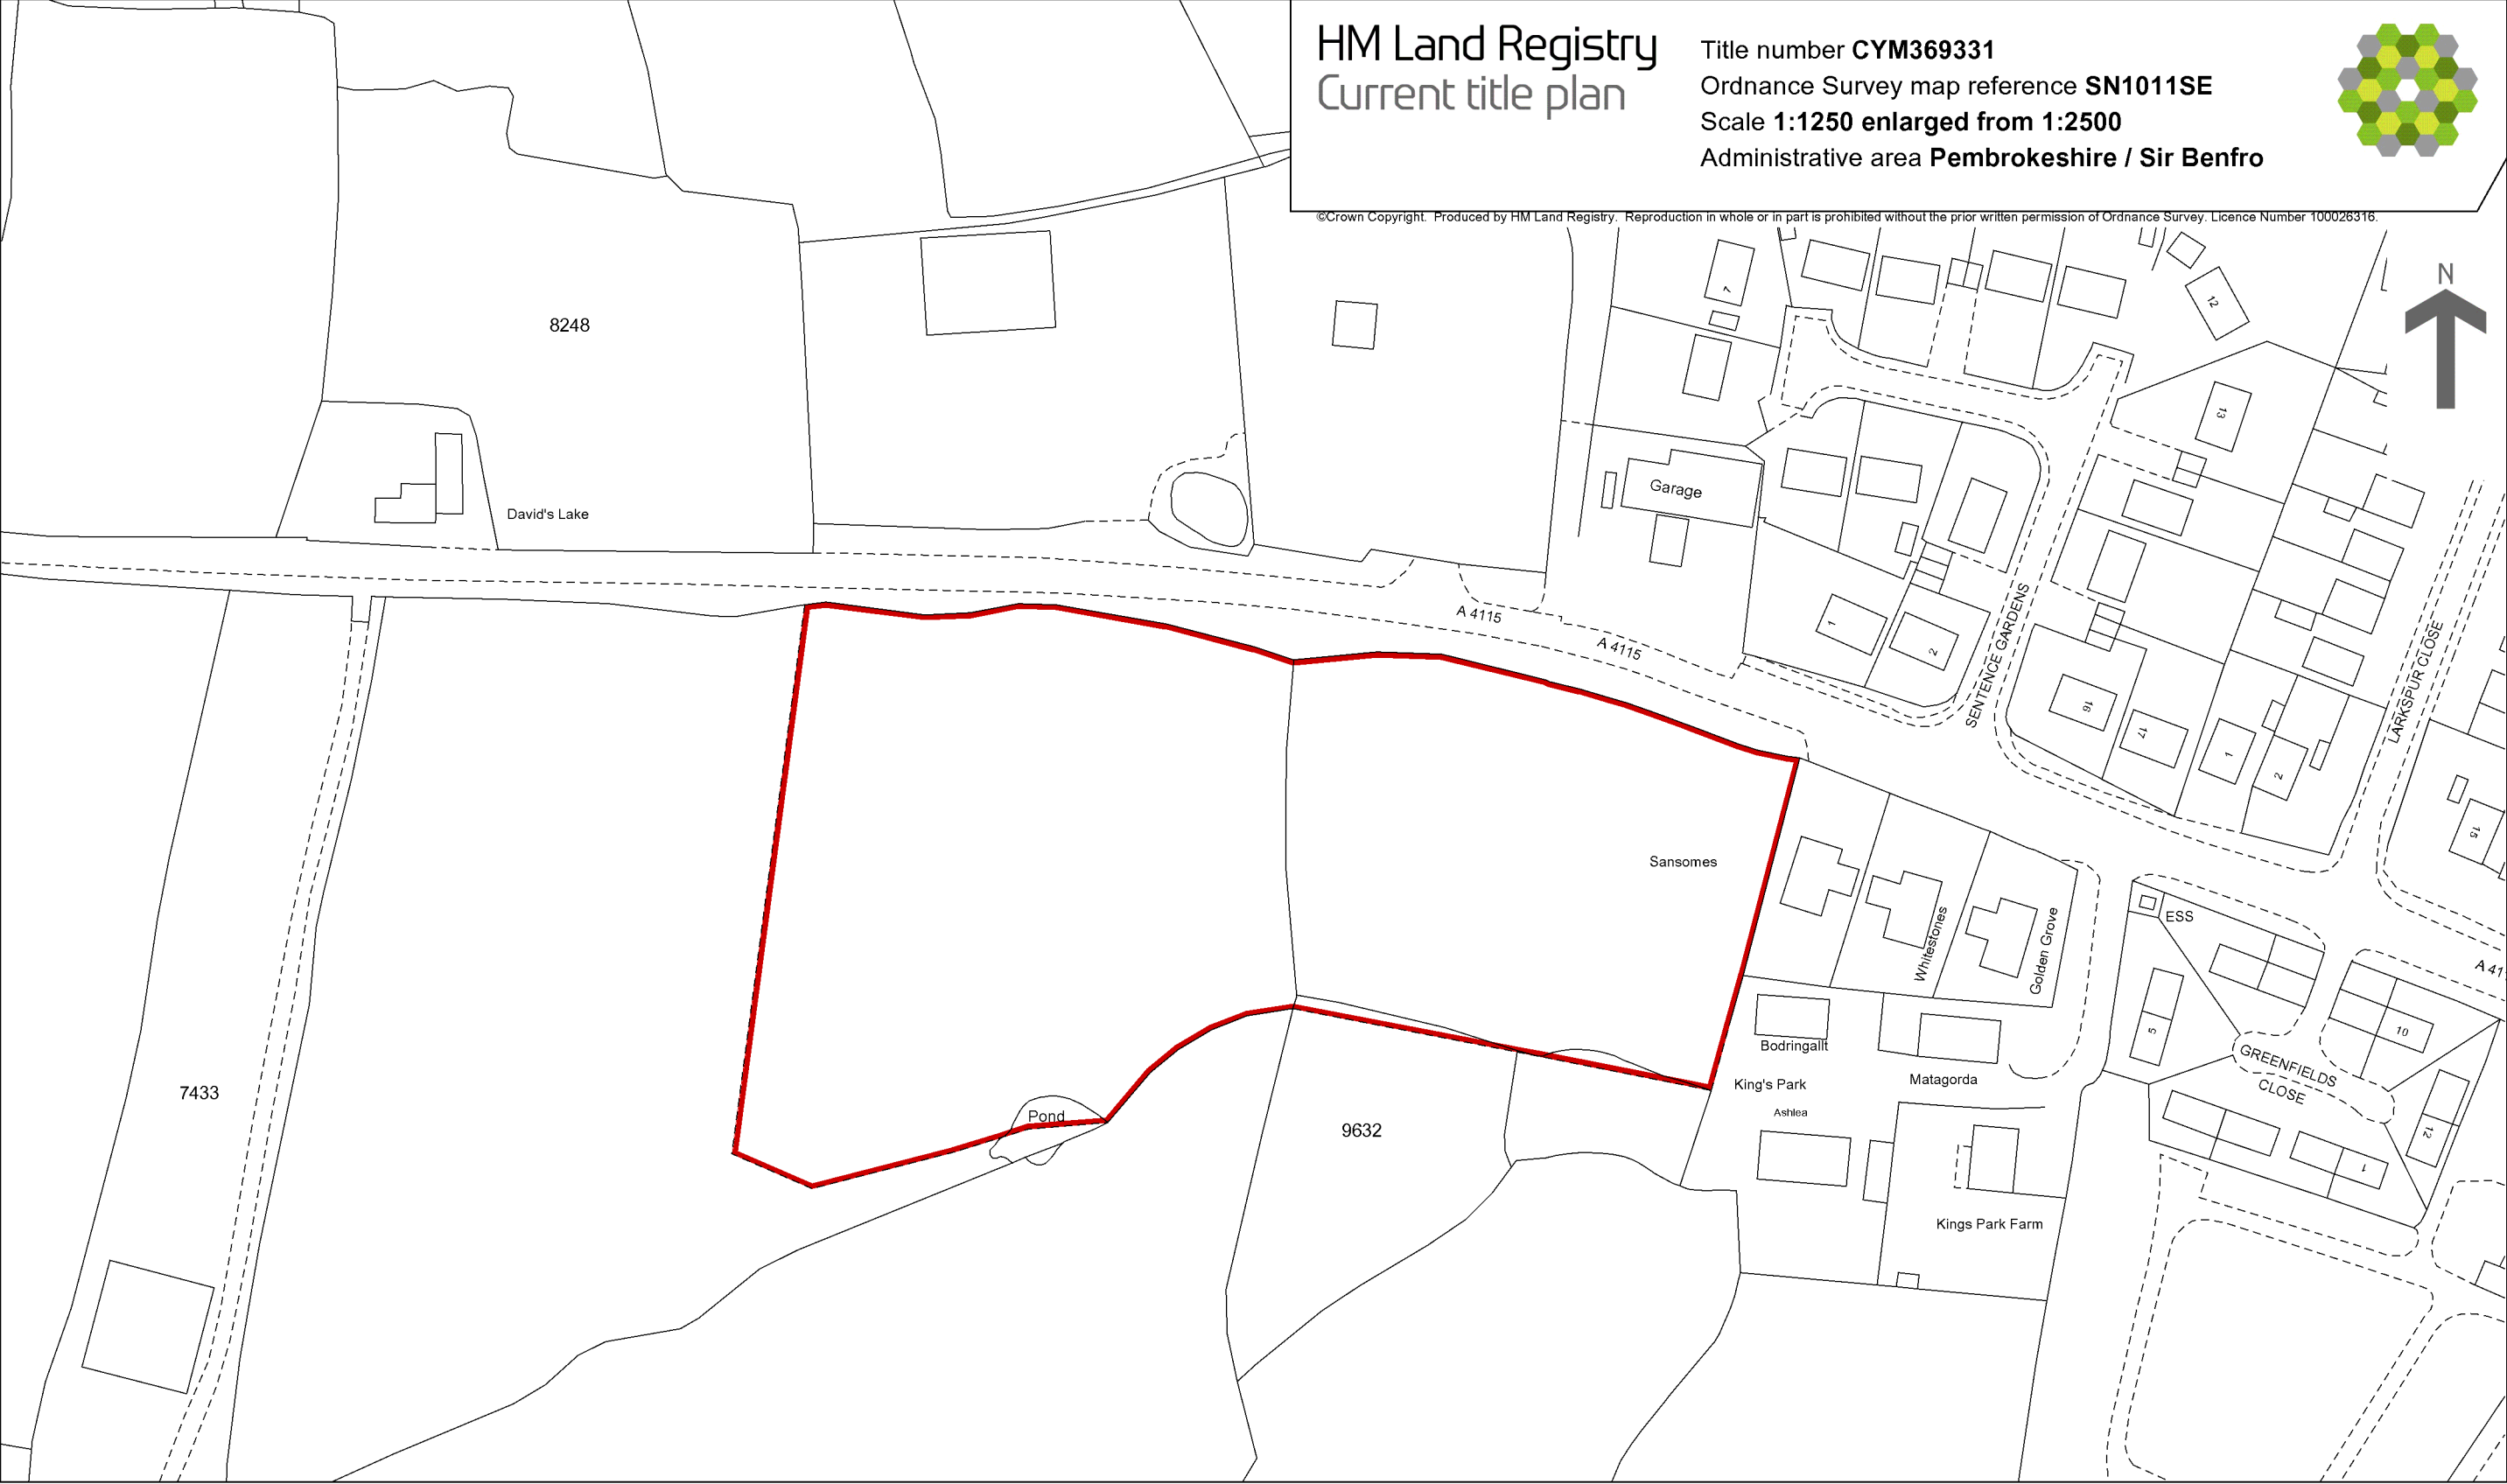 HM Land Registry
Current title plan
Title number CYM369331
Ordnance Survey map reference SN1011SE
Scale 1:1250 enlarged from 1:2500
Administrative area Pembrokeshire / Sir Benfro
©Crown Copyright. Produced by HM Land Registry. Reproduction in whole or in part is prohibited without the prior written permission of Ordnance Survey. Licence Number 100026316.
N
7
12
8248
13
Garage
David's Lake
A 4115
A 4115
1
2
SENTENCE GARDENS
LARKSPUR CLOSE
16
17
1
2
15
Sansomes
ESS
Whitestones
Golden Grove
A 41
5
10
Bodringallt
GREENFIELDS
CLOSE
King's Park
Matagorda
7433
Pond
Ashlea
9632
12
1
Kings Park Farm